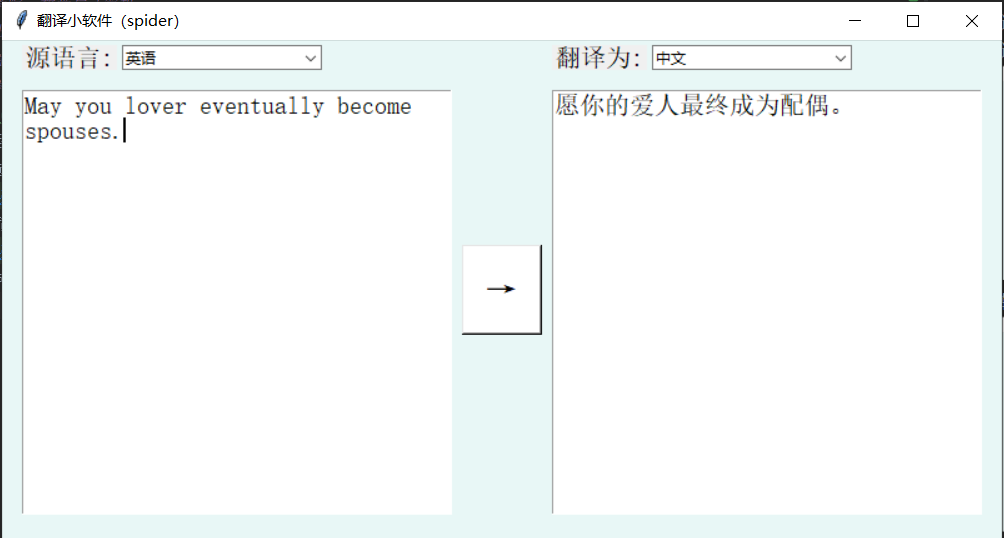 翻译小软件（spider）
源语言：
英语
翻译为：
中文
May you lover eventually become
spouses.
→
愿你的爱人最终成为配偶。